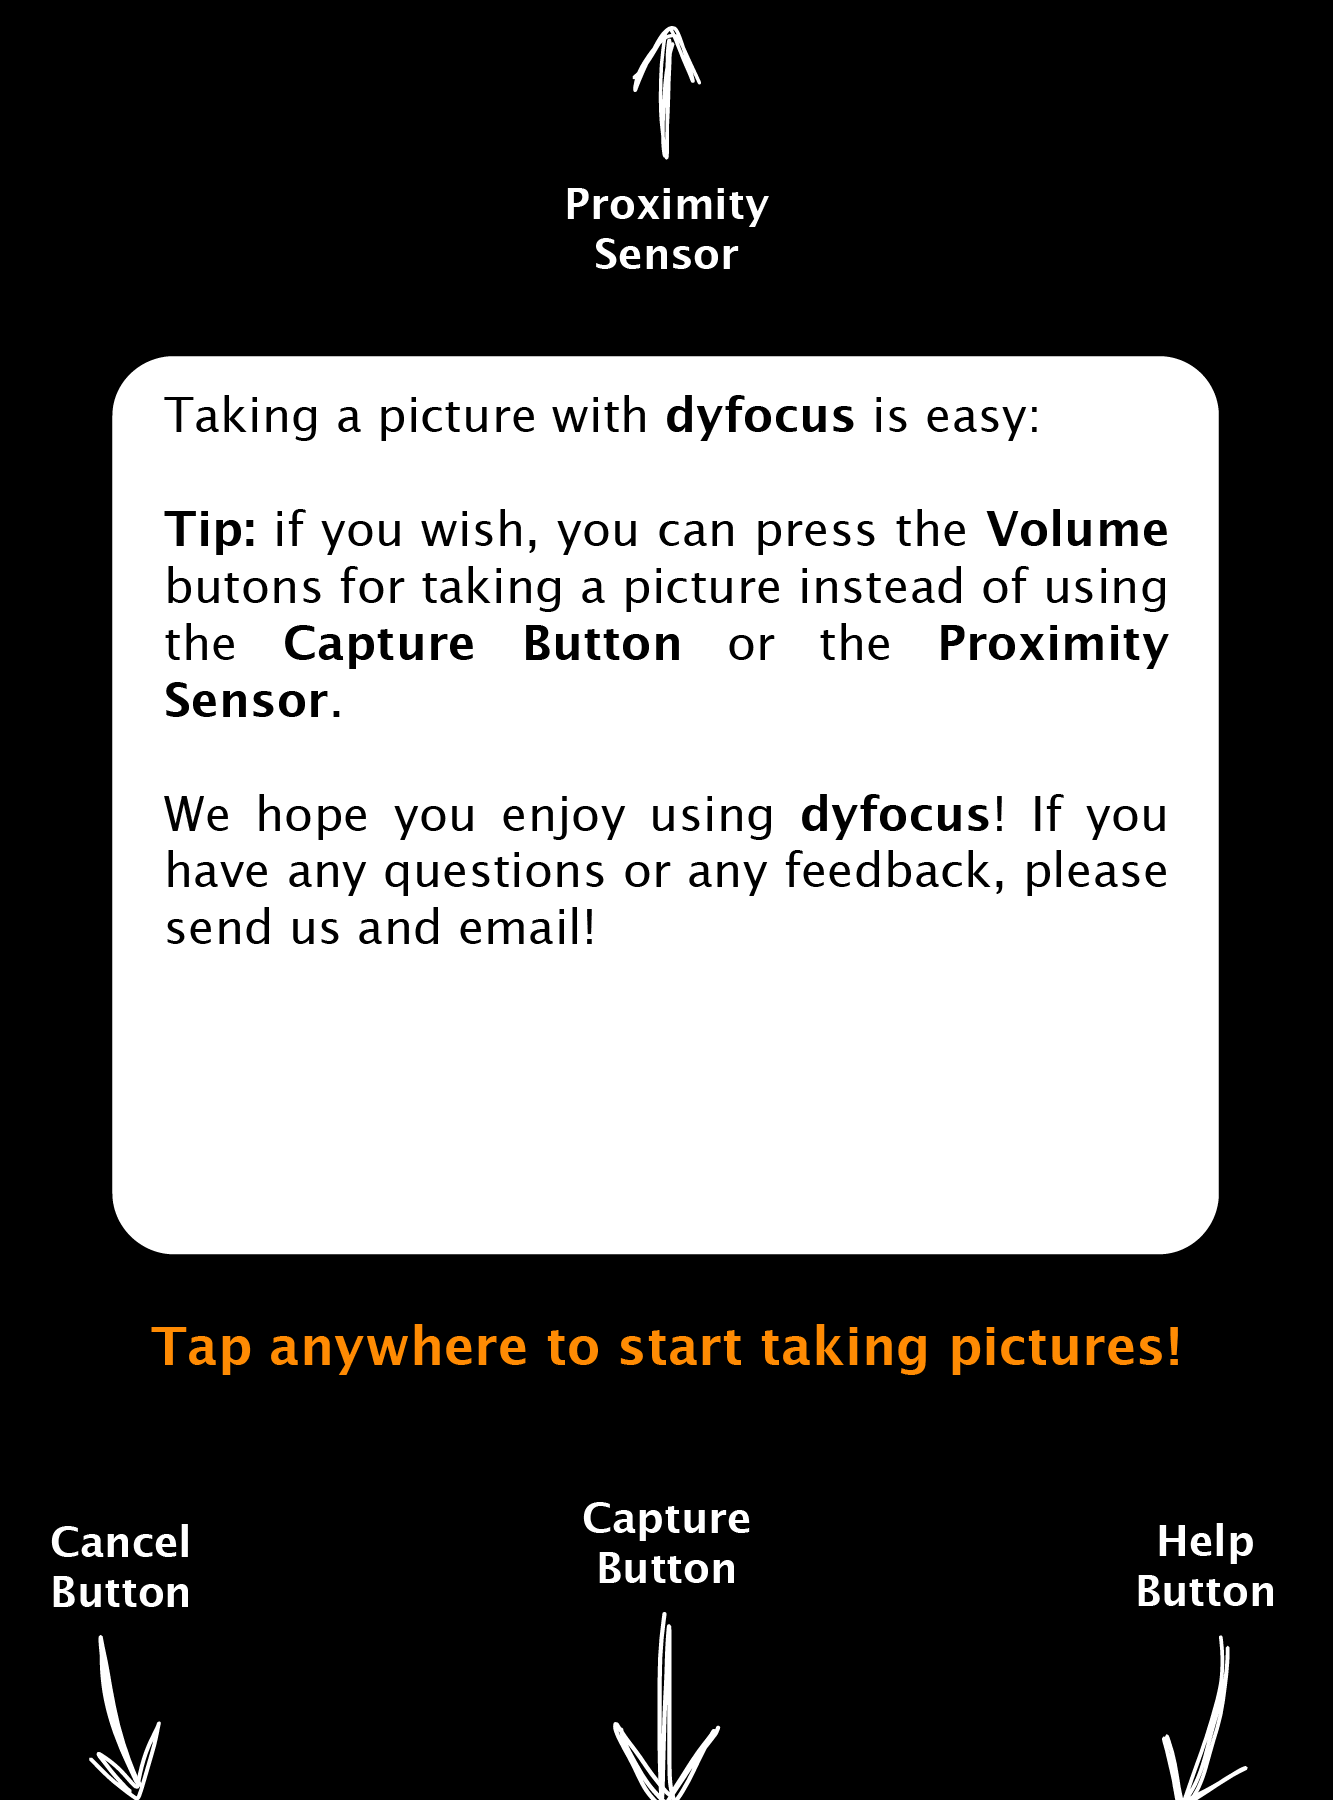 Proximity
Sensor
Taking a picture with dyfocus is easy:
Tip: if you wish, you can press the Volume
butons for taking a picture instead of using
the Capture Button or the Proximity
Sensor.
We hope you enjoy using dyfocus! If you
have any questions or any feedback, please
send us and email!
Tap anywhere to start taking pictures!
Cancel
Button
Capture
Button
Help
Button